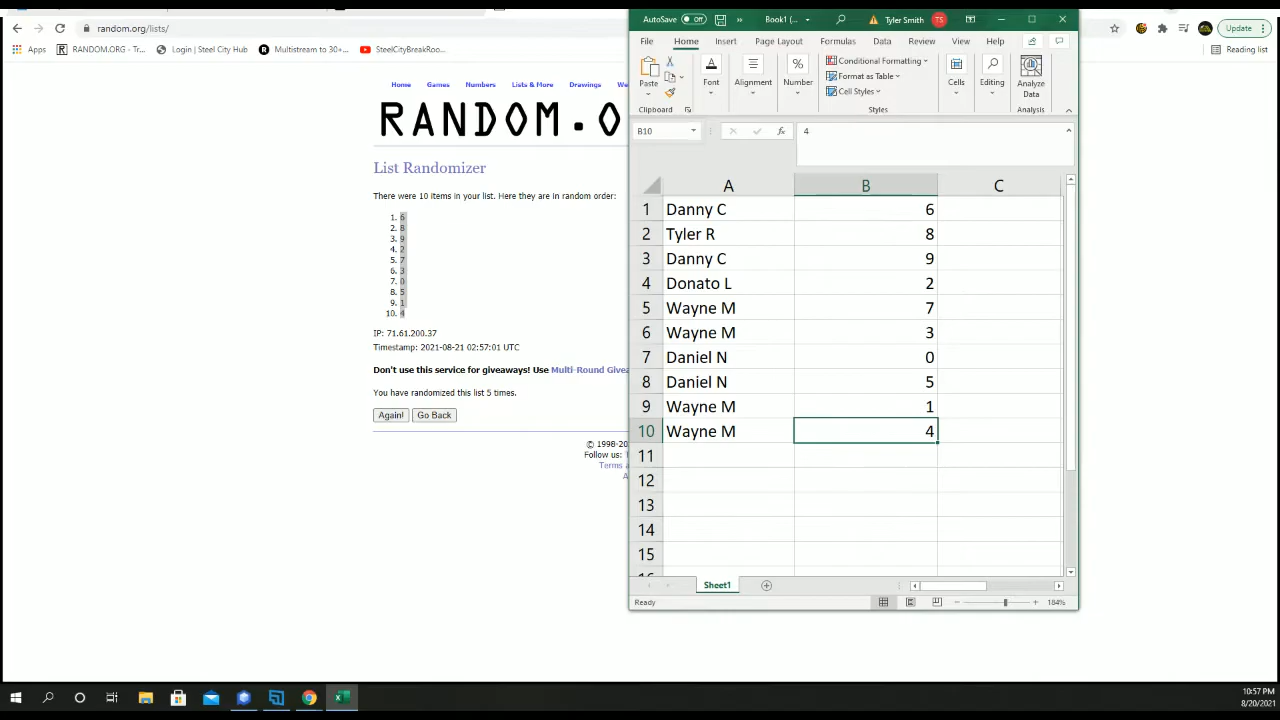 random.org/lists/
Update
Apps
RANDOM.ORG - Tr...
Login | Steel City Hub
Multistream to 30+...
SteelCityBreakRoo...
Reading list
Home
Games
Numbers
Lists & More
Drawings
We
RANDOM.O
List Randomizer
There were 10 items in your list. Here they are in random order:
1. 6
2. 8
3. 9
4. 2
5. 7
6. 3
7. 0
8. 5
9. 1
10. 4
IP: 71.61.200.37
Timestamp: 2021-08-21 02:57:01 UTC
Don't use this service for giveaways! Use Multi-Round Givea
You have randomized this list 5 times.
Again!
Go Back
© 1998-20
Follow us:
Terms a
AutoSave Off
Book1 (...
Tyler Smith TS
File
Home
Insert
Page Layout
Formulas
Data
Review
View
Help
Paste
Clipboard
Font
Alignment
Number
Conditional Formatting
Format as Table
Cell Styles
Styles
Cells
Editing
Analyze
Data
Analysis
B10
fx
4
A B C
1 Danny C 6
2 Tyler R 8
3 Danny C 9
4 Donato L 2
5 Wayne M 7
6 Wayne M 3
7 Daniel N 0
8 Daniel N 5
9 Wayne M 1
10 Wayne M 4
11
12
13
14
15
16
Sheet1
Ready
184%
10:57 PM
8/20/2021